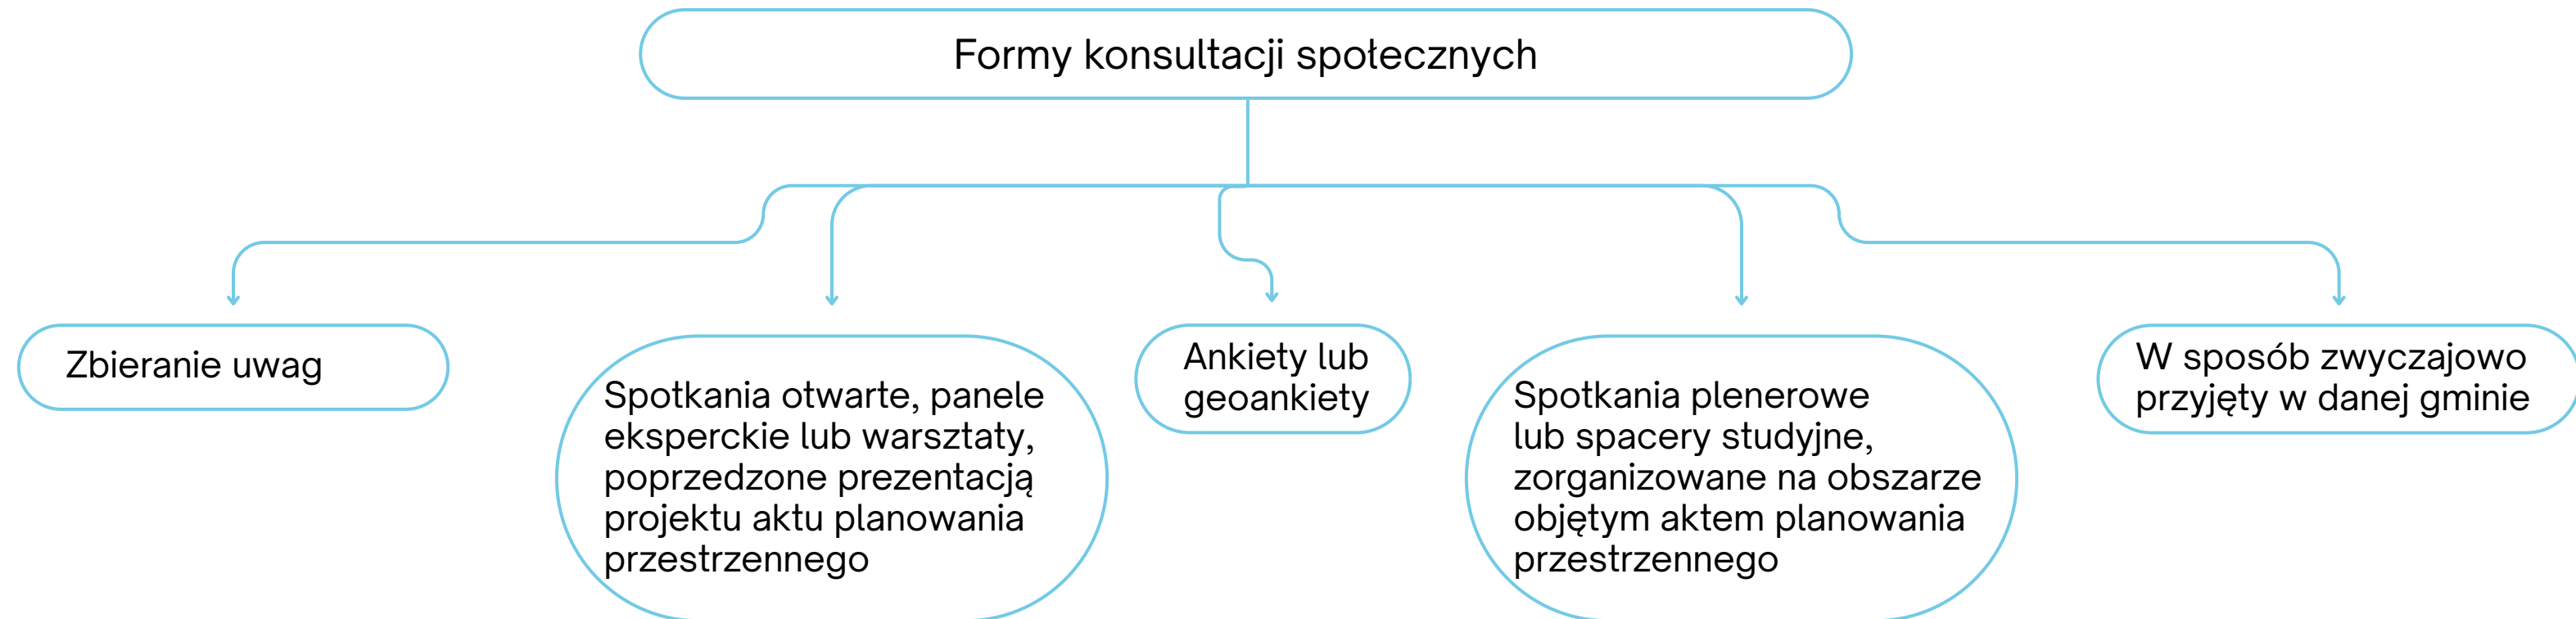 Formy konsultacji społecznych
Zbieranie uwag
Spotkania otwarte, panele
eksperckie lub warsztaty,
poprzedzone prezentacją
projektu aktu planowania
przestrzennego
Ankiety lub
geoankiety
Spotkania plenerowe
lub spacery studyjne,
zorganizowane na obszarze
objętym aktem planowania
przestrzennego
W sposób zwyczajowo
przyjęty w danej gminie